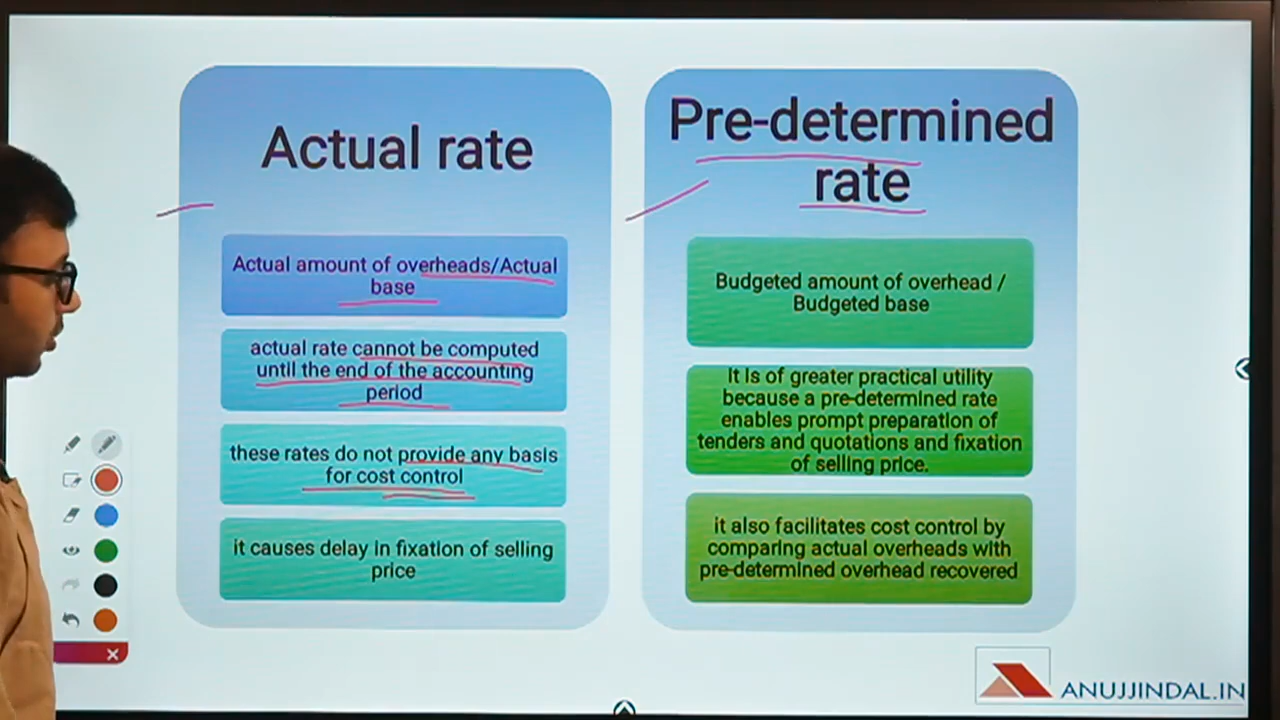 Actual rate
Actual amount of overheads/Actual
base
actual rate cannot be computed
until the end of the accounting
period
these rates do not provide any basis
for cost control
it causes delay in fixation of selling
price
Pre-determined
rate
Budgeted amount of overhead /
Budgeted base
It Is of greater practical utility
because a pre-determined rate
enables prompt preparation of
tenders and quotations and fixation
of selling price.
it also facilitates cost control by
comparing actual overheads with
pre-determined overhead recovered
ANUJJINDAL.IN